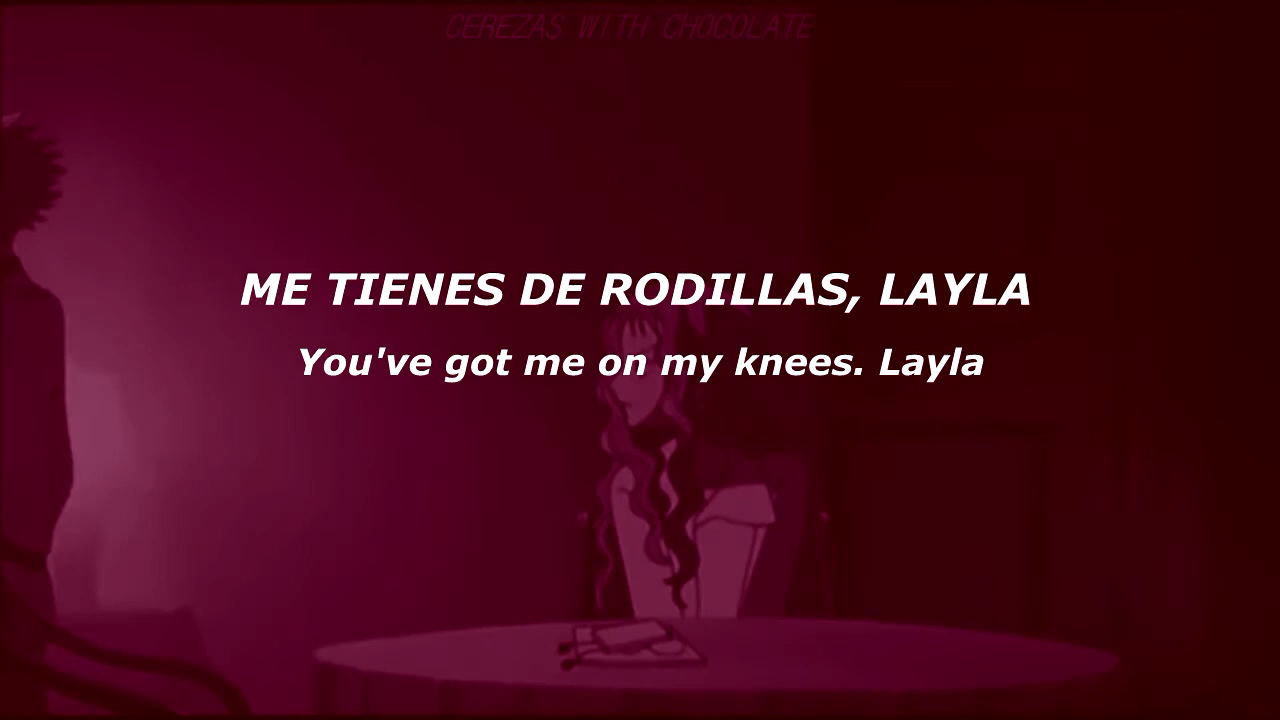 CEREZAS WITH CHOCOLATE
ME TIENES DE RODILLAS, LAYLA
You've got me on my knees. Layla